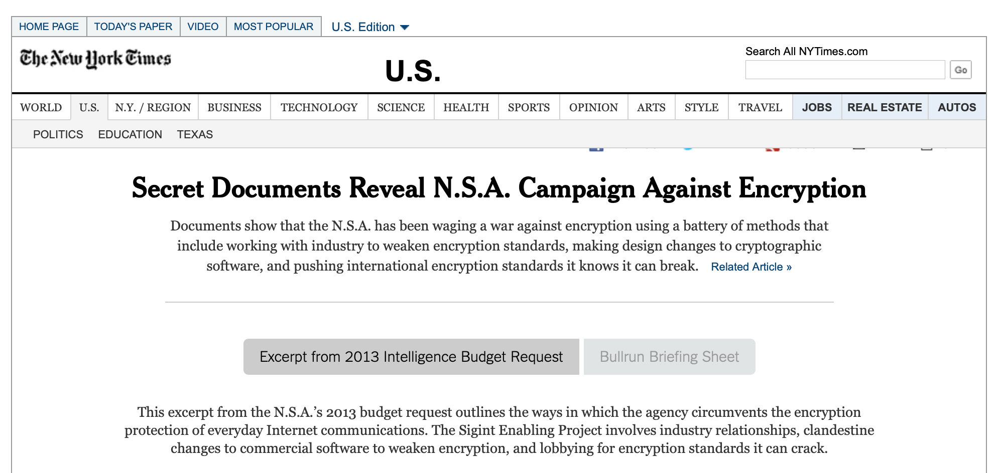 HOME PAGE TODAY'S PAPER VIDEO MOST POPULAR U.S. Edition
The New York Times
U.S.
Search All NYTimes.com
Go
WORLD U.S. N.Y. / REGION BUSINESS TECHNOLOGY SCIENCE HEALTH SPORTS OPINION ARTS STYLE TRAVEL JOBS REAL ESTATE AUTOS
POLITICS EDUCATION TEXAS
Secret Documents Reveal N.S.A. Campaign Against Encryption
Documents show that the N.S.A. has been waging a war against encryption using a battery of methods that
include working with industry to weaken encryption standards, making design changes to cryptographic
software, and pushing international encryption standards it knows it can break. Related Article »
Excerpt from 2013 Intelligence Budget Request Bullrun Briefing Sheet
This excerpt from the N.S.A.’s 2013 budget request outlines the ways in which the agency circumvents the encryption
protection of everyday Internet communications. The Sigint Enabling Project involves industry relationships, clandestine
changes to commercial software to weaken encryption, and lobbying for encryption standards it can crack.